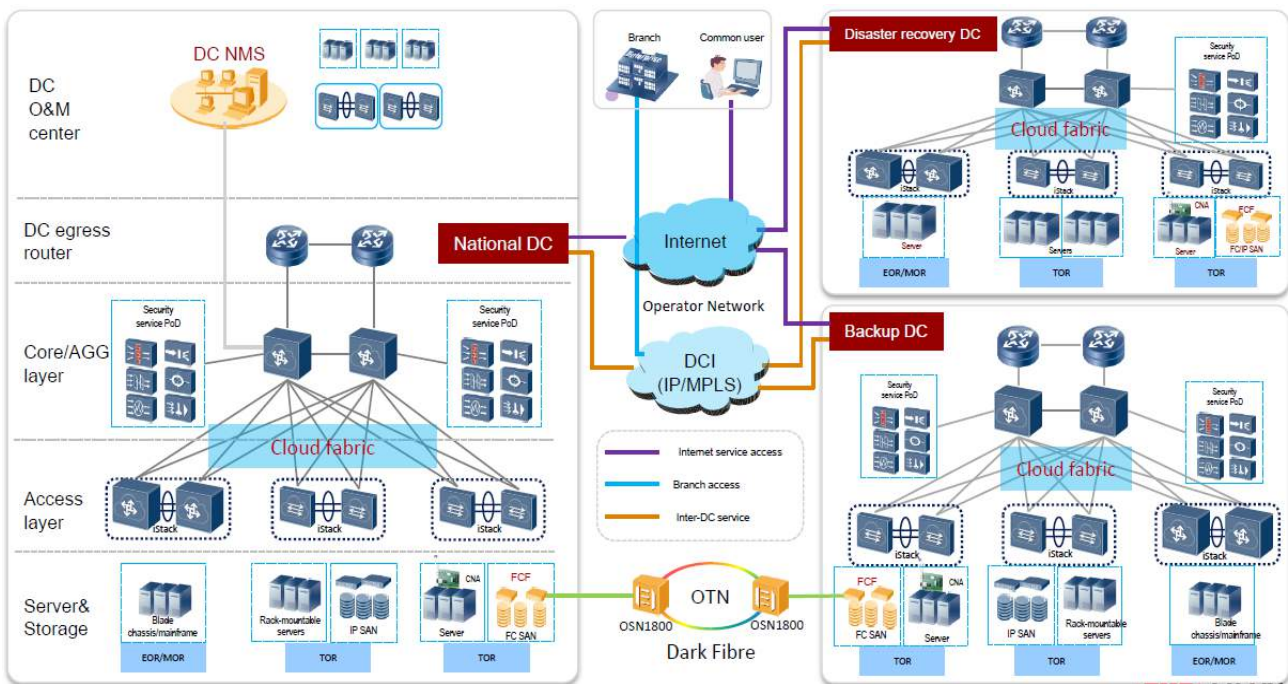 DC NMS
DC
O&M
center
DC egress
router
National DC
Security
service PoD
Security
service PoD
Core/AGG
layer
Cloud fabric
Access
layer
iStack
iStack
iStack
Server&
Storage
Blade
chassis/mainframe
Rack-mountable
servers
IP SAN
CNA
Server
FCF
FC SAN
EOR/MOR
TOR
TOR
Branch
Common user
Enterprise
Internet
Operator Network
DCI
(IP/MPLS)
Internet service access
Branch access
Inter-DC service
OTN
OSN1800
OSN1800
Dark Fibre
Disaster recovery DC
Security
service PoD
Cloud fabric
iStack
iStack
iStack
Server
Servers
CNA
Server
FCF
FC/IP SAN
EOR/MOR
TOR
TOR
Backup DC
Security
service PoD
Security
service PoD
Cloud fabric
iStack
iStack
iStack
FCF
FC SAN
CNA
Server
IP SAN
Rack-mountable
servers
Blade
chassis/mainframe
TOR
TOR
EOR/MOR